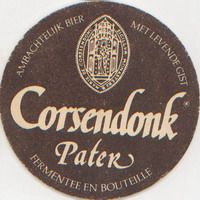 AMBACHTELIJK BIER
MET LEVENDE GIST
Corsendonk
Pater
FERMENTEE EN BOUTEILLE